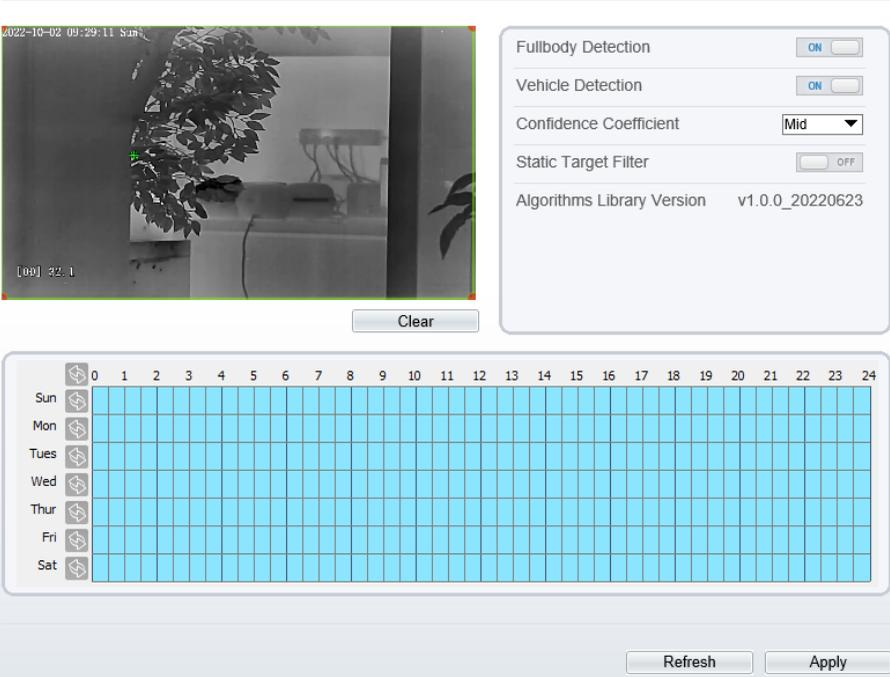 2022-10-02 09:29:11 Sun
[00] 32.1
Clear
Fullbody Detection ON
Vehicle Detection ON
Confidence Coefficient Mid
Static Target Filter OFF
Algorithms Library Version v1.0.0_20220623
0 1 2 3 4 5 6 7 8 9 10 11 12 13 14 15 16 17 18 19 20 21 22 23 24
Sun
Mon
Tues
Wed
Thur
Fri
Sat
Refresh Apply